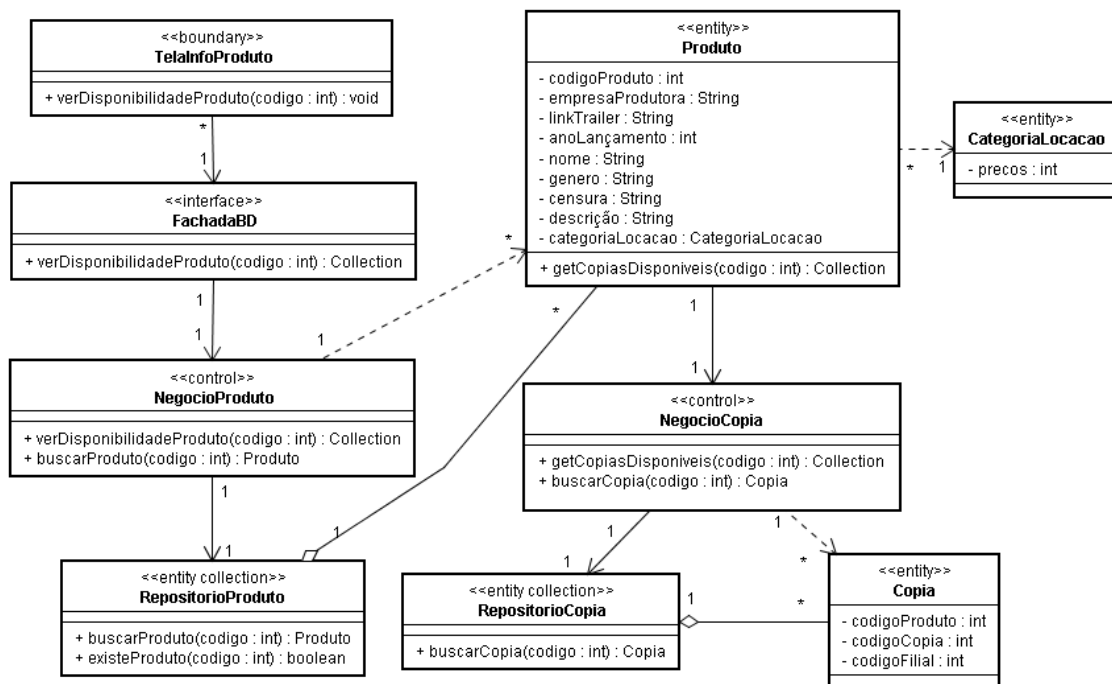 <<boundary>>
TelaInfoProduto
+ verDisponibilidadeProduto(codigo : int) : void
*
1
<<interface>>
FachadaBD
+ verDisponibilidadeProduto(codigo : int) : Collection
1
1
<<control>>
NegocioProduto
+ verDisponibilidadeProduto(codigo : int) : Collection
+ buscarProduto(codigo : int) : Produto
1
*
1
1
<<entity collection>>
RepositorioProduto
+ buscarProduto(codigo : int) : Produto
+ existeProduto(codigo : int) : boolean
1
*
<<entity>>
Produto
- codigoProduto : int
- empresaProdutora : String
- linkTrailer : String
- anoLançamento : int
- nome : String
- genero : String
- censura : String
- descrição : String
- categoriaLocacao : CategoriaLocacao
+ getCopiasDisponiveis(codigo : int) : Collection
*
1
<<entity>>
CategoriaLocacao
- precos : int
1
1
<<control>>
NegocioCopia
+ getCopiasDisponiveis(codigo : int) : Collection
+ buscarCopia(codigo : int) : Copia
1
1
1
*
<<entity collection>>
RepositorioCopia
+ buscarCopia(codigo : int) : Copia
1
*
<<entity>>
Copia
- codigoProduto : int
- codigoCopia : int
- codigoFilial : int